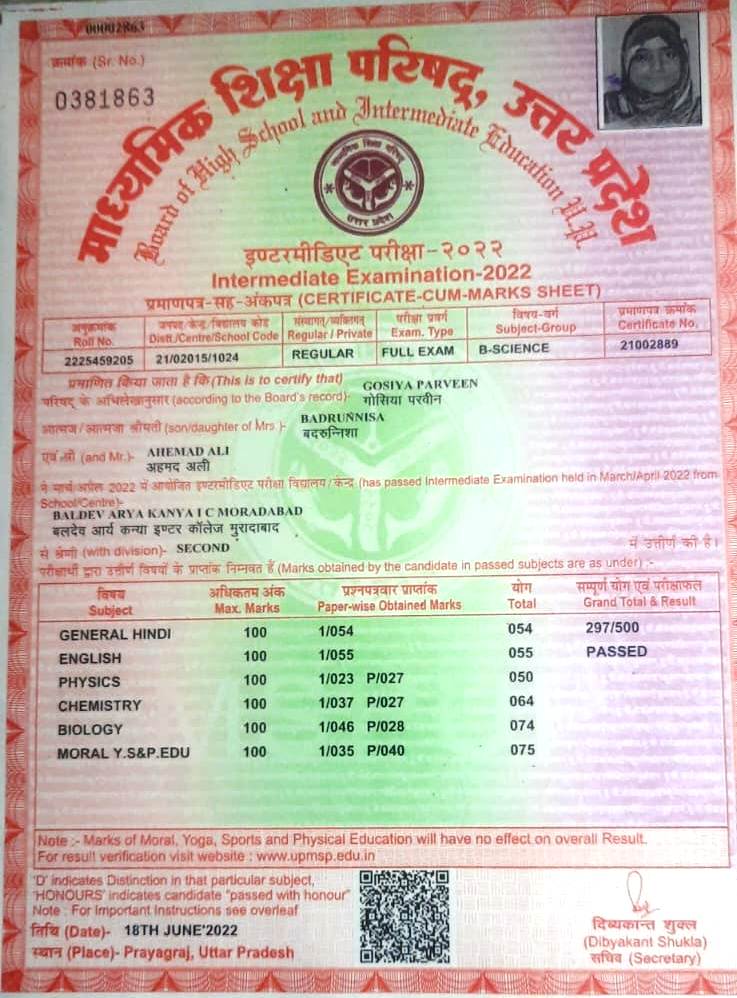 00002863
क्रमांक (Sr. No.)
0381863
माध्यमिक शिक्षा परिषद्, उत्तर प्रदेश
Board of High School and Intermediate Education U.P.
माध्यमिक शिक्षा परिषद्
उत्तर प्रदेश
इण्टरमीडिएट परीक्षा-२०२२
Intermediate Examination-2022
प्रमाणपत्र-सह-अंकपत्र (CERTIFICATE-CUM-MARKS SHEET)
अनुक्रमांक जनपद/केन्द्र/विद्यालय कोड संस्थागत/व्यक्तिगत परीक्षा प्रवर्ग विषय-वर्ग प्रमाणपत्र क्रमांक
Roll No. Distt./Centre/School Code Regular / Private Exam. Type Subject-Group Certificate No.
2225459205 21/02015/1024 REGULAR FULL EXAM B-SCIENCE 21002889
प्रमाणित किया जाता है कि (This is to certify that) GOSIYA PARVEEN
परिषद् के अभिलेखानुसार (according to the Board's record)- गोसिया परवीन
आत्मज/आत्मजा श्रीमती (son/daughter of Mrs.)- BADRUNNISA
बदरुन्निशा
एवं श्री (and Mr.)- AHEMAD ALI
अहमद अली
ने मार्च/अप्रैल 2022 में आयोजित इण्टरमीडिएट परीक्षा विद्यालय/केन्द्र (has passed Intermediate Examination held in March/April 2022 from
School/Centre)-
BALDEV ARYA KANYA I C MORADABAD
बलदेव आर्य कन्या इण्टर कॉलेज मुरादाबाद
से श्रेणी (with division)- SECOND में उत्तीर्ण की है।
परीक्षार्थी द्वारा उत्तीर्ण विषयों के प्राप्तांक निम्नवत हैं (Marks obtained by the candidate in passed subjects are as under) :-
विषय अधिकतम अंक प्रश्नपत्रवार प्राप्तांक योग सम्पूर्ण योग एवं परीक्षाफल
Subject Max. Marks Paper-wise Obtained Marks Total Grand Total & Result
GENERAL HINDI 100 1/054 054 297/500
ENGLISH 100 1/055 055 PASSED
PHYSICS 100 1/023 P/027 050
CHEMISTRY 100 1/037 P/027 064
BIOLOGY 100 1/046 P/028 074
MORAL Y.S&P.EDU 100 1/035 P/040 075
Note :- Marks of Moral, Yoga, Sports and Physical Education will have no effect on overall Result.
For result verification visit website : www.upmsp.edu.in
'D' indicates Distinction in that particular subject,
'HONOURS' indicates candidate "passed with honour"
Note : For Important Instructions see overleaf
तिथि (Date)- 18TH JUNE'2022
स्थान (Place)- Prayagraj, Uttar Pradesh
दिब्यकान्त शुक्ल
(Dibyakant Shukla)
सचिव (Secretary)